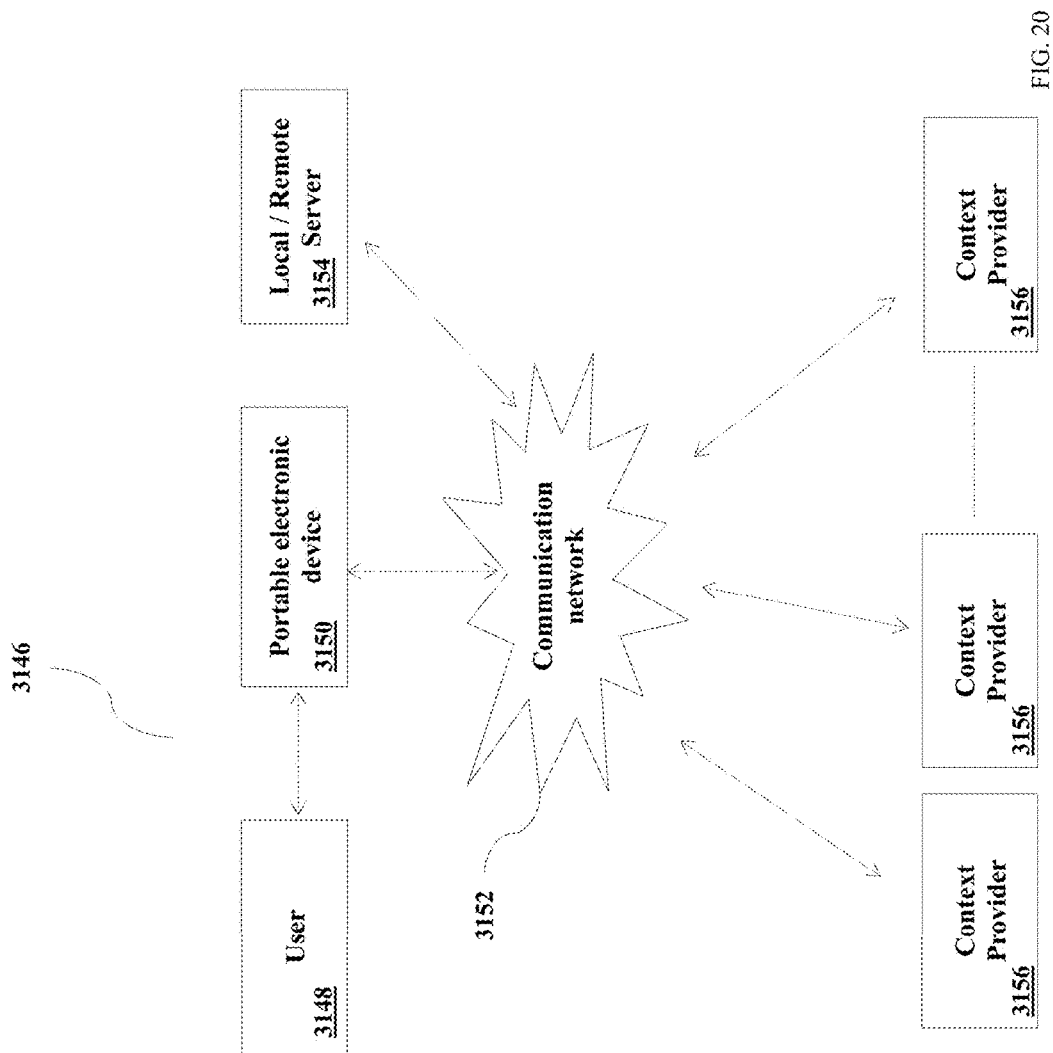 3146
User
3148
Portable electronic
device
3150
Local / Remote
Server
3154
3152
Communication
network
Context
Provider
3156
Context
Provider
3156
Context
Provider
3156
FIG. 20